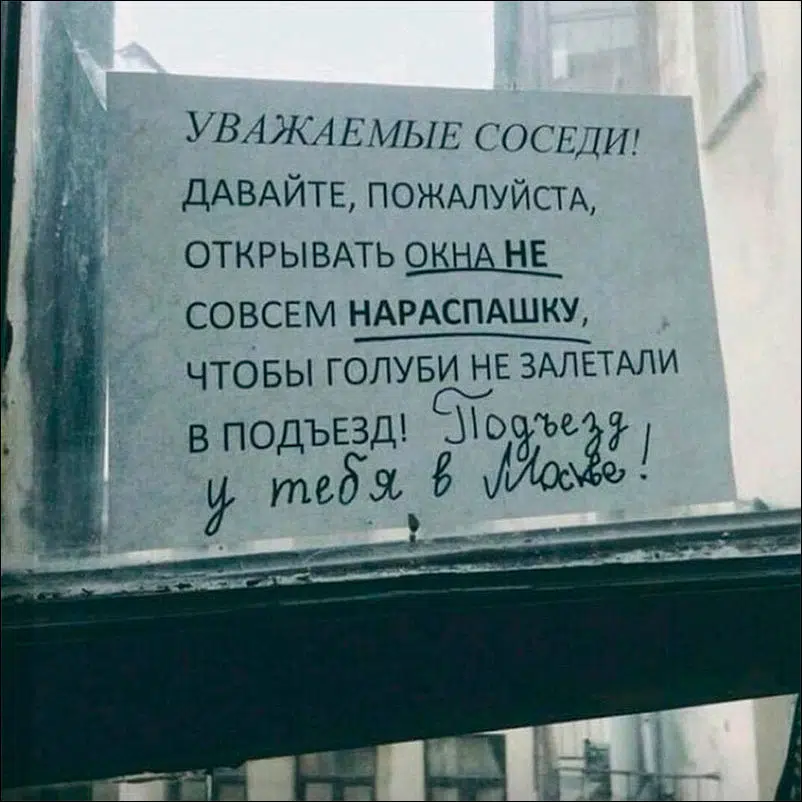 УВАЖАЕМЫЕ СОСЕДИ!
ДАВАЙТЕ, ПОЖАЛУЙСТА,
ОТКРЫВАТЬ ОКНА НЕ
СОВСЕМ НАРАСПАШКУ,
ЧТОБЫ ГОЛУБИ НЕ ЗАЛЕТАЛИ
В ПОДЪЕЗД! Подъезд
у тебя в Москве!